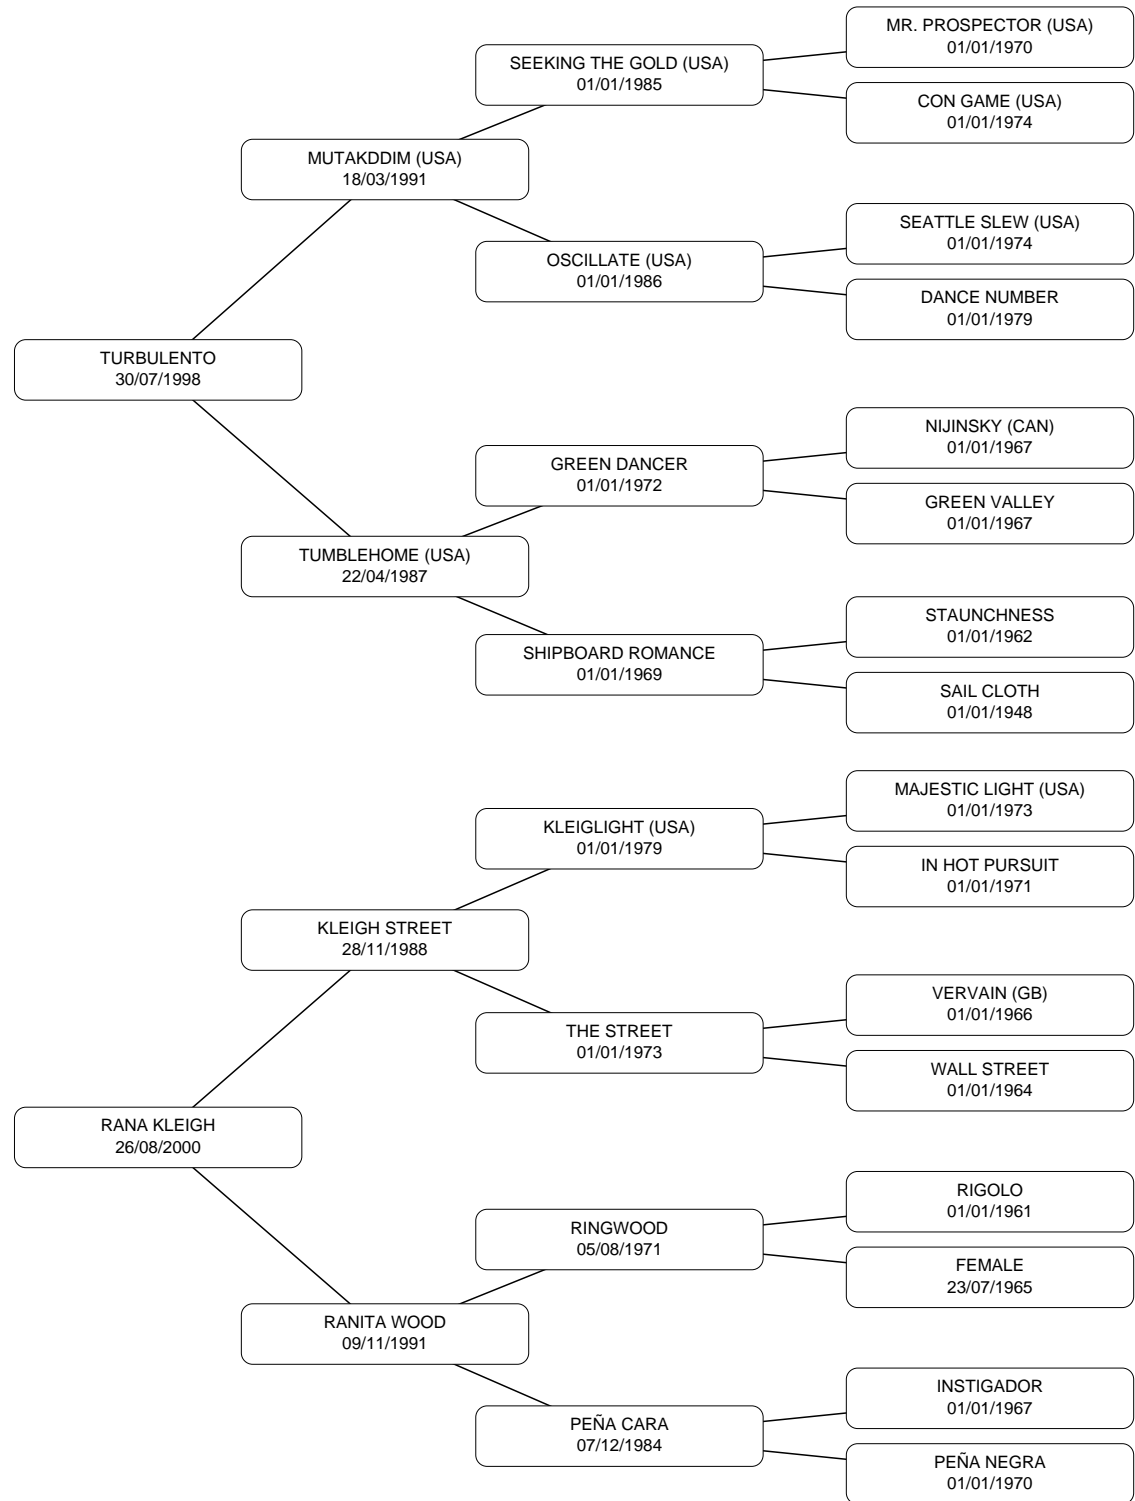 MR. PROSPECTOR (USA)
01/01/1970
SEEKING THE GOLD (USA)
01/01/1985
CON GAME (USA)
01/01/1974
MUTAKDDIM (USA)
18/03/1991
SEATTLE SLEW (USA)
01/01/1974
OSCILLATE (USA)
01/01/1986
DANCE NUMBER
01/01/1979
TURBULENTO
30/07/1998
NIJINSKY (CAN)
01/01/1967
GREEN DANCER
01/01/1972
GREEN VALLEY
01/01/1967
TUMBLEHOME (USA)
22/04/1987
STAUNCHNESS
01/01/1962
SHIPBOARD ROMANCE
01/01/1969
SAIL CLOTH
01/01/1948
MAJESTIC LIGHT (USA)
01/01/1973
KLEIGLIGHT (USA)
01/01/1979
IN HOT PURSUIT
01/01/1971
KLEIGH STREET
28/11/1988
VERVAIN (GB)
01/01/1966
THE STREET
01/01/1973
WALL STREET
01/01/1964
RANA KLEIGH
26/08/2000
RIGOLO
01/01/1961
RINGWOOD
05/08/1971
FEMALE
23/07/1965
RANITA WOOD
09/11/1991
INSTIGADOR
01/01/1967
PEÑA CARA
07/12/1984
PEÑA NEGRA
01/01/1970